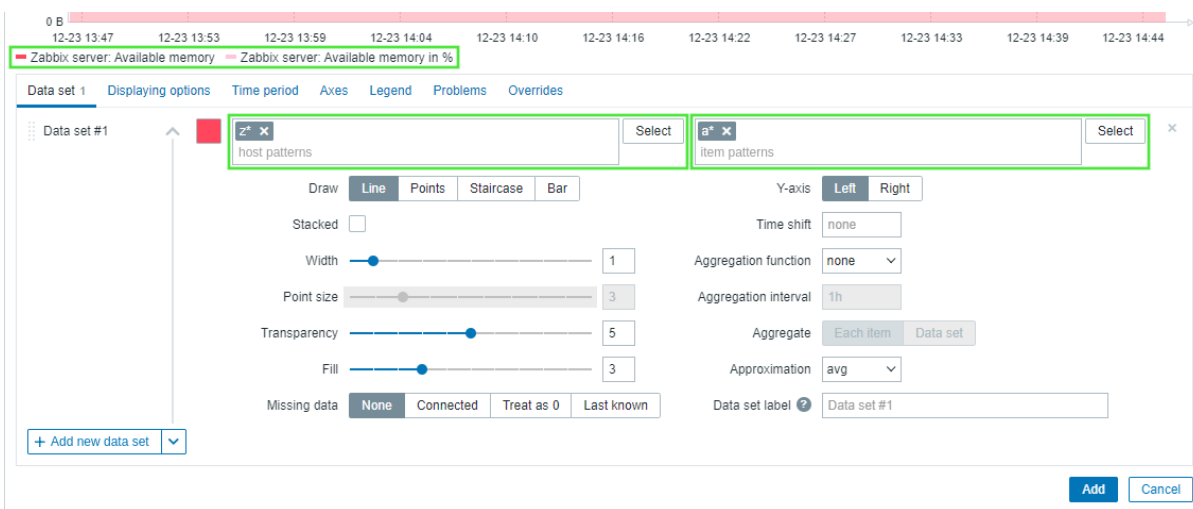 0 B
12-23 13:47 12-23 13:53 12-23 13:59 12-23 14:04 12-23 14:10 12-23 14:16 12-23 14:22 12-23 14:27 12-23 14:33 12-23 14:39 12-23 14:44
Zabbix server: Available memory Zabbix server: Available memory in %
Data set 1 Displaying options Time period Axes Legend Problems Overrides
Data set #1 z* Select a* Select
host patterns item patterns
Draw Line Points Staircase Bar Y-axis Left Right
Stacked Time shift none
Width 1 Aggregation function none
Point size 3 Aggregation interval 1h
Transparency 5 Aggregate Each item Data set
Fill 3 Approximation avg
Missing data None Connected Treat as 0 Last known Data set label ? Data set #1
+ Add new data set
Add Cancel